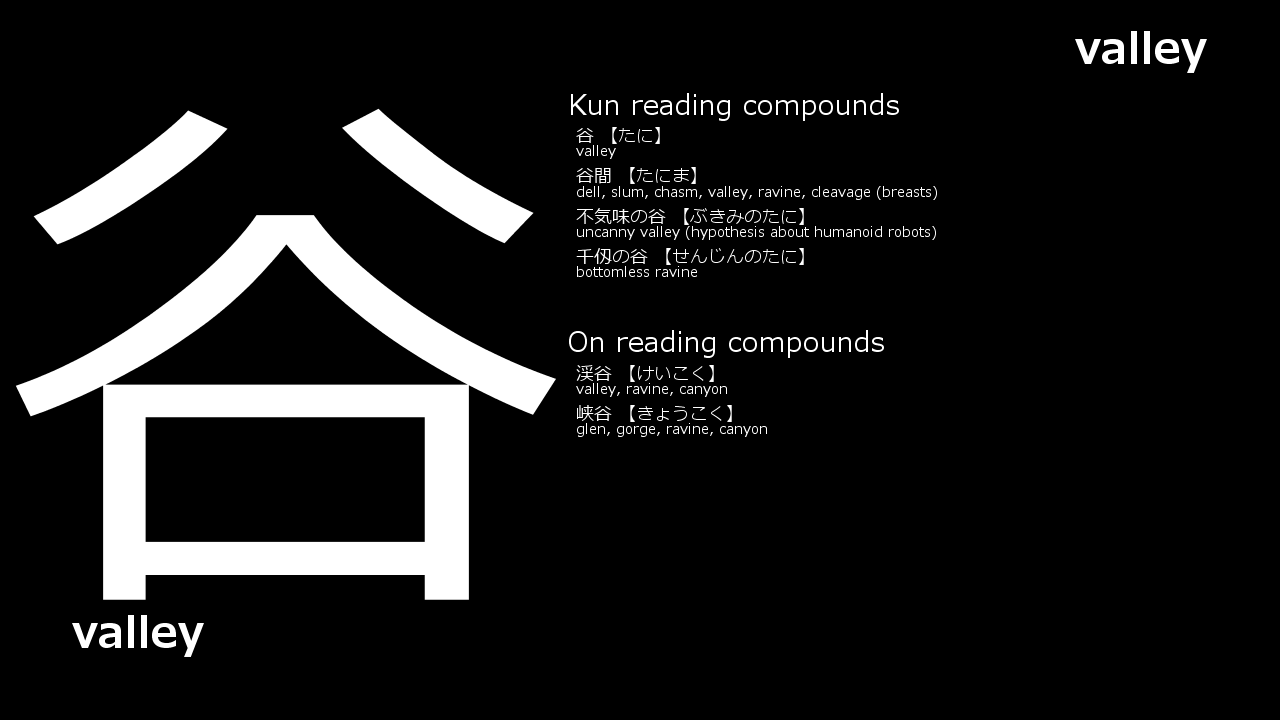 valley
谷
Kun reading compounds
谷 【たに】
valley
谷間 【たにま】
dell, slum, chasm, valley, ravine, cleavage (breasts)
不気味の谷 【ぶきみのたに】
uncanny valley (hypothesis about humanoid robots)
千仭の谷 【せんじんのたに】
bottomless ravine
On reading compounds
渓谷 【けいこく】
valley, ravine, canyon
峡谷 【きょうこく】
glen, gorge, ravine, canyon
valley